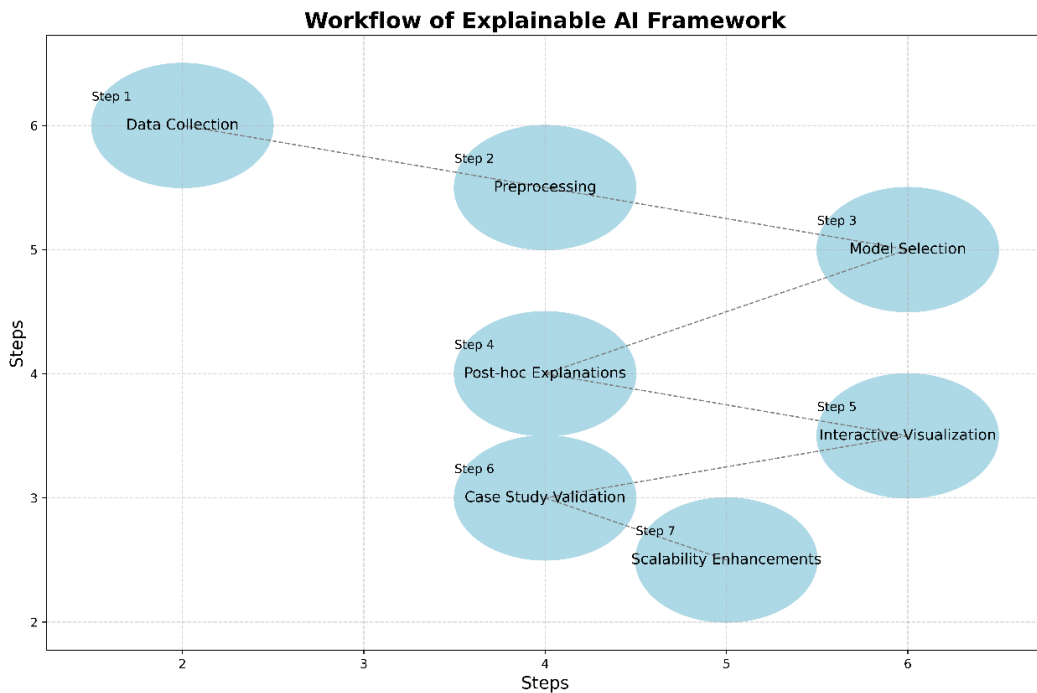 Workflow of Explainable AI Framework
Step 1
Data Collection
Step 2
Preprocessing
Step 3
Model Selection
Step 4
Post-hoc Explanations
Step 5
Interactive Visualization
Step 6
Case Study Validation
Step 7
Scalability Enhancements
6
5
4
3
2
Steps
2
3
4
5
6
Steps